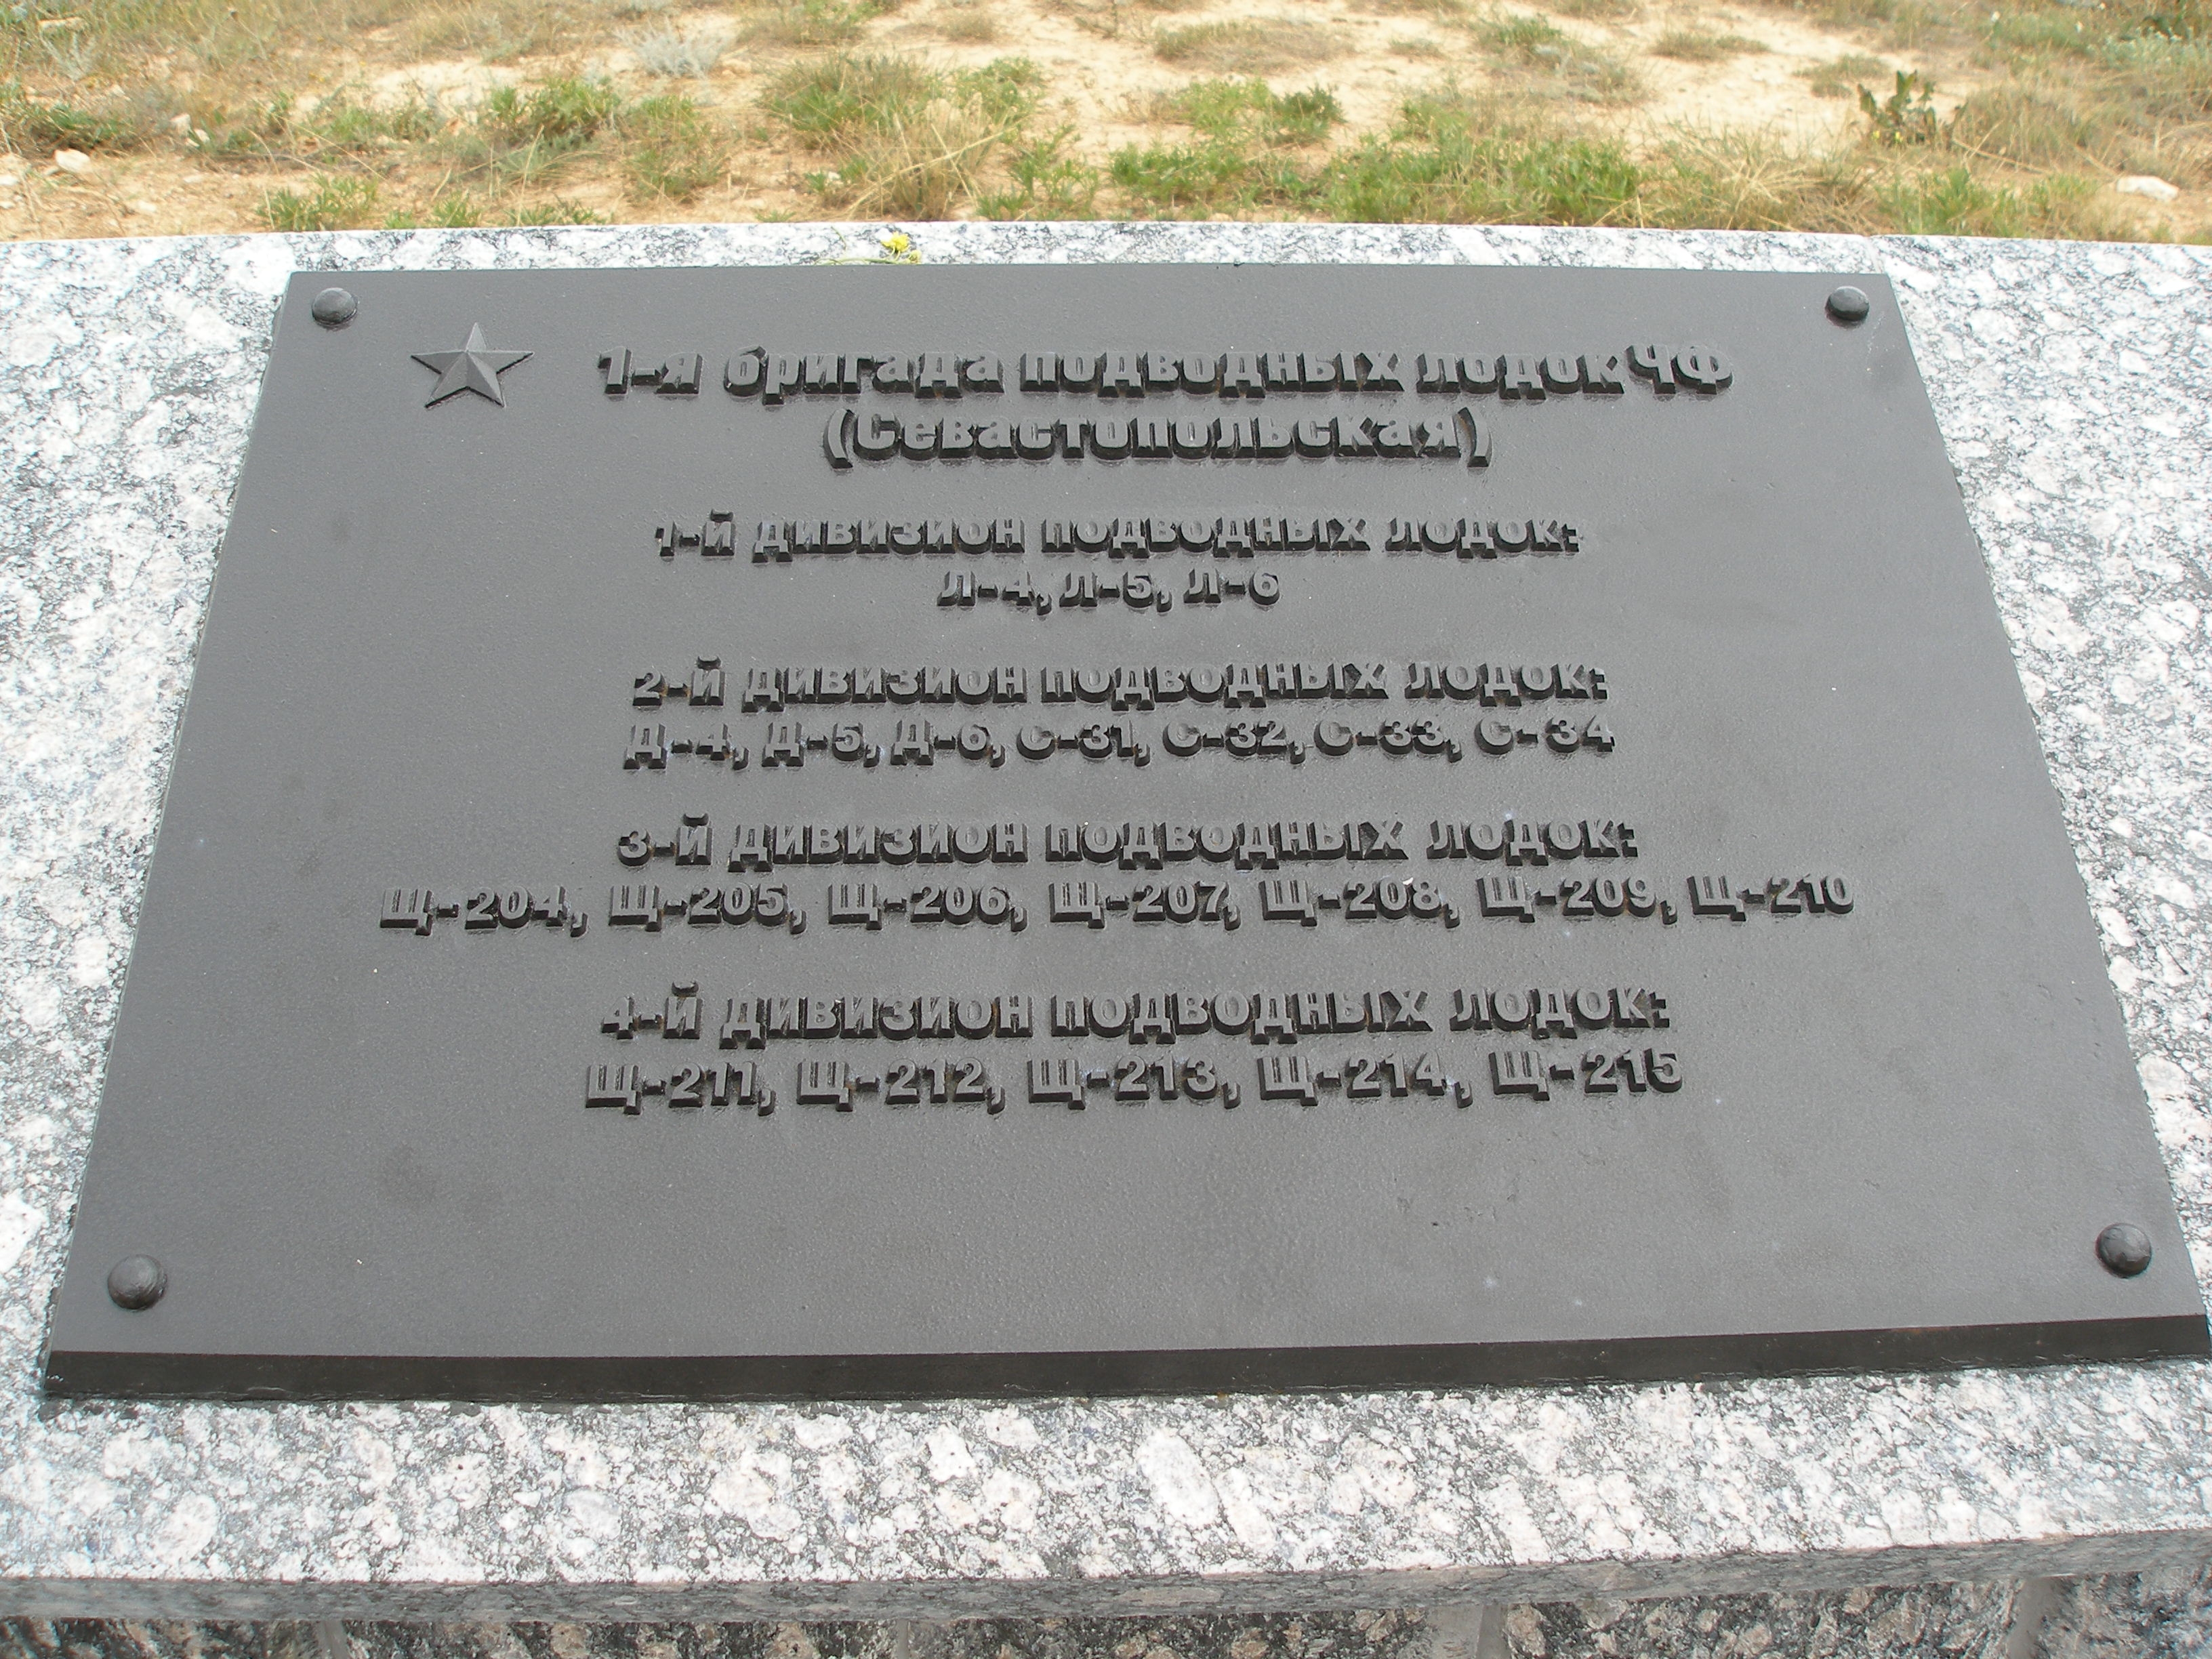 1-я бригада подводных лодок ЧФ
(Севастопольская)
1-й дивизион подводных лодок:
Л-4, Л-5, Л-6
2-й дивизион подводных лодок:
Д-4, Д-5, Д-6, С-31, С-32, С-33, С-34
3-й дивизион подводных лодок:
Щ-204, Щ-205, Щ-206, Щ-207, Щ-208, Щ-209, Щ-210
4-й дивизион подводных лодок:
Щ-211, Щ-212, Щ-213, Щ-214, Щ-215